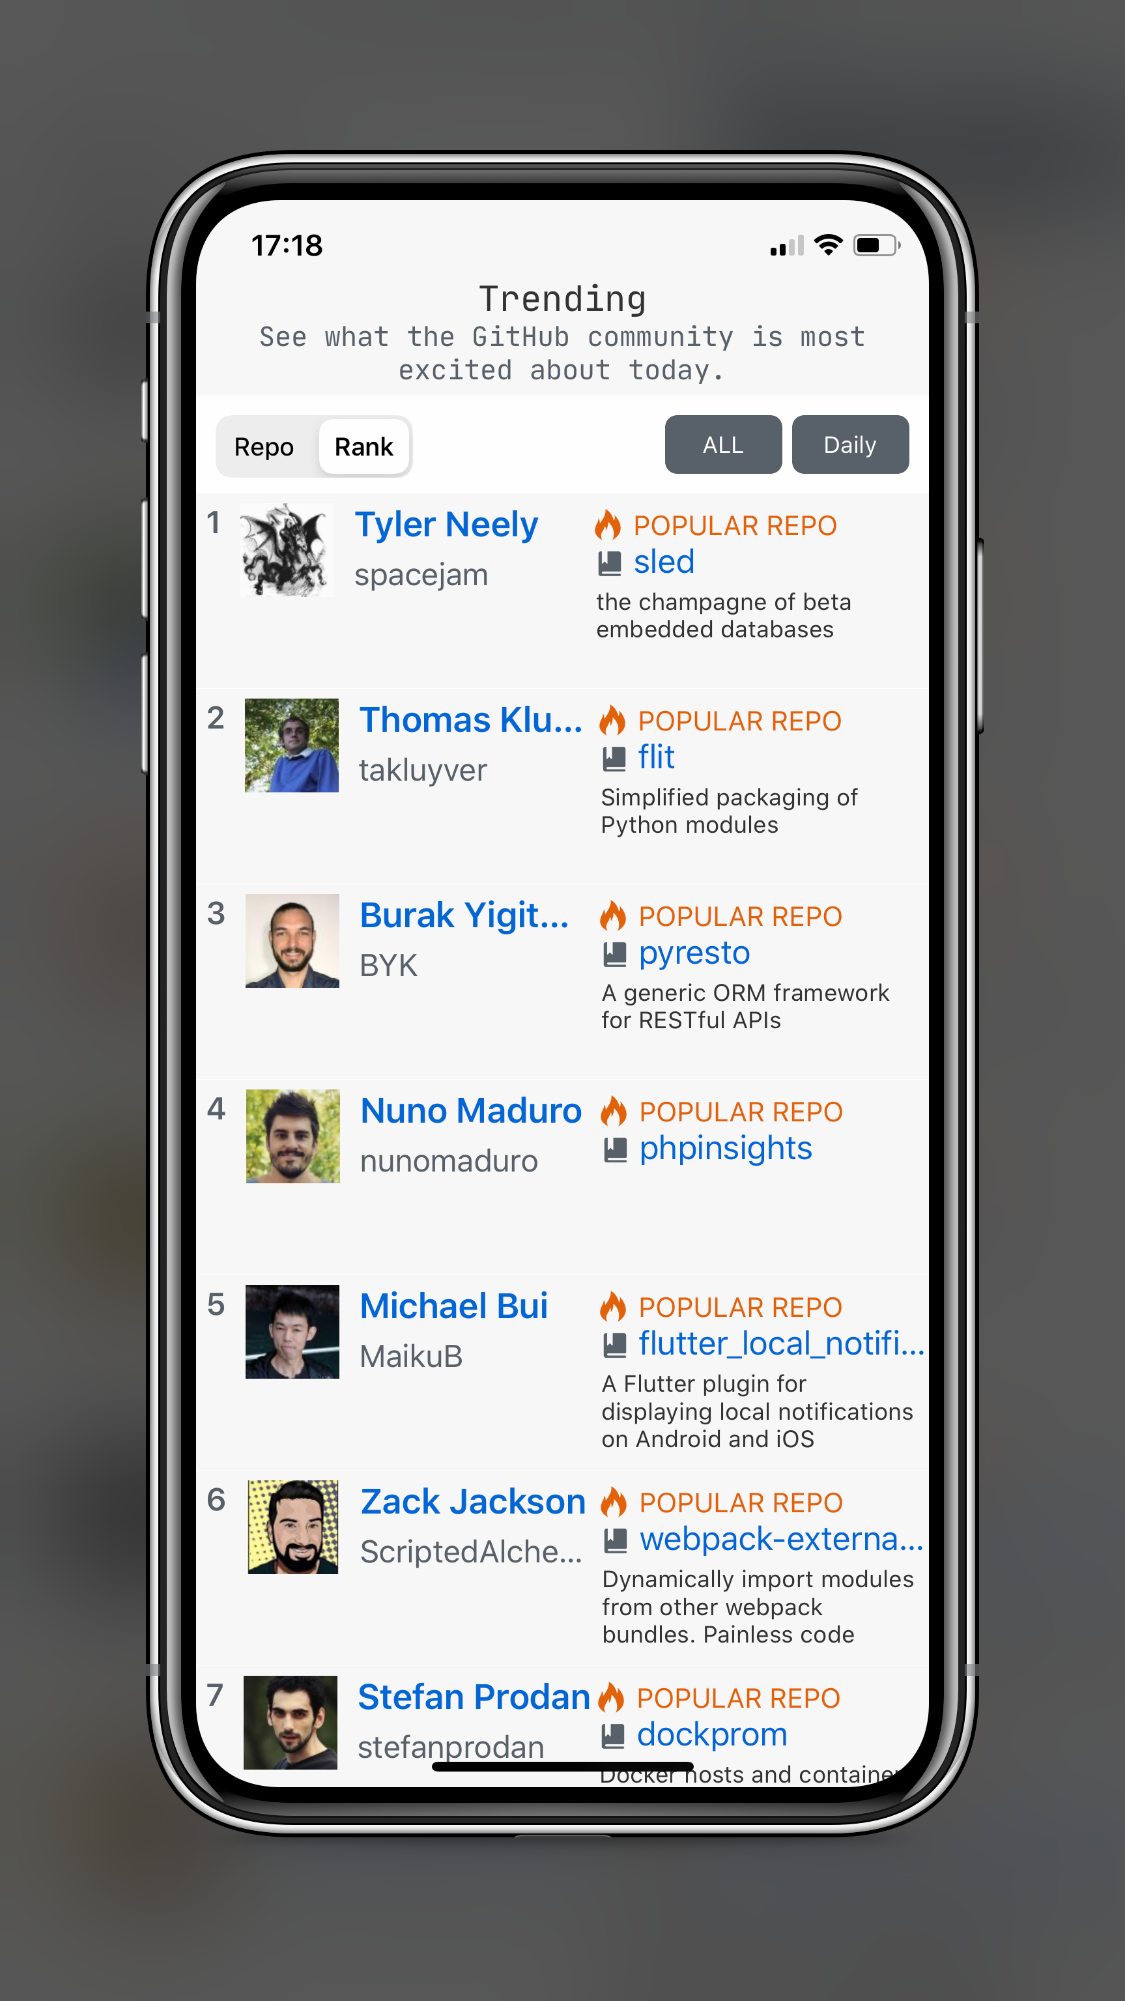 17:18
Trending
See what the GitHub community is most
excited about today.
Repo Rank ALL Daily
1 Tyler Neely POPULAR REPO
spacejam sled
the champagne of beta
embedded databases
2 Thomas Klu... POPULAR REPO
takluyver flit
Simplified packaging of
Python modules
3 Burak Yigit... POPULAR REPO
BYK pyresto
A generic ORM framework
for RESTful APIs
4 Nuno Maduro POPULAR REPO
nunomaduro phpinsights
5 Michael Bui POPULAR REPO
MaikuB flutter_local_notifi...
A Flutter plugin for
displaying local notifications
on Android and iOS
6 Zack Jackson POPULAR REPO
ScriptedAlche... webpack-externa...
Dynamically import modules
from other webpack
bundles. Painless code
7 Stefan Prodan POPULAR REPO
stefanprodan dockprom
Docker hosts and container